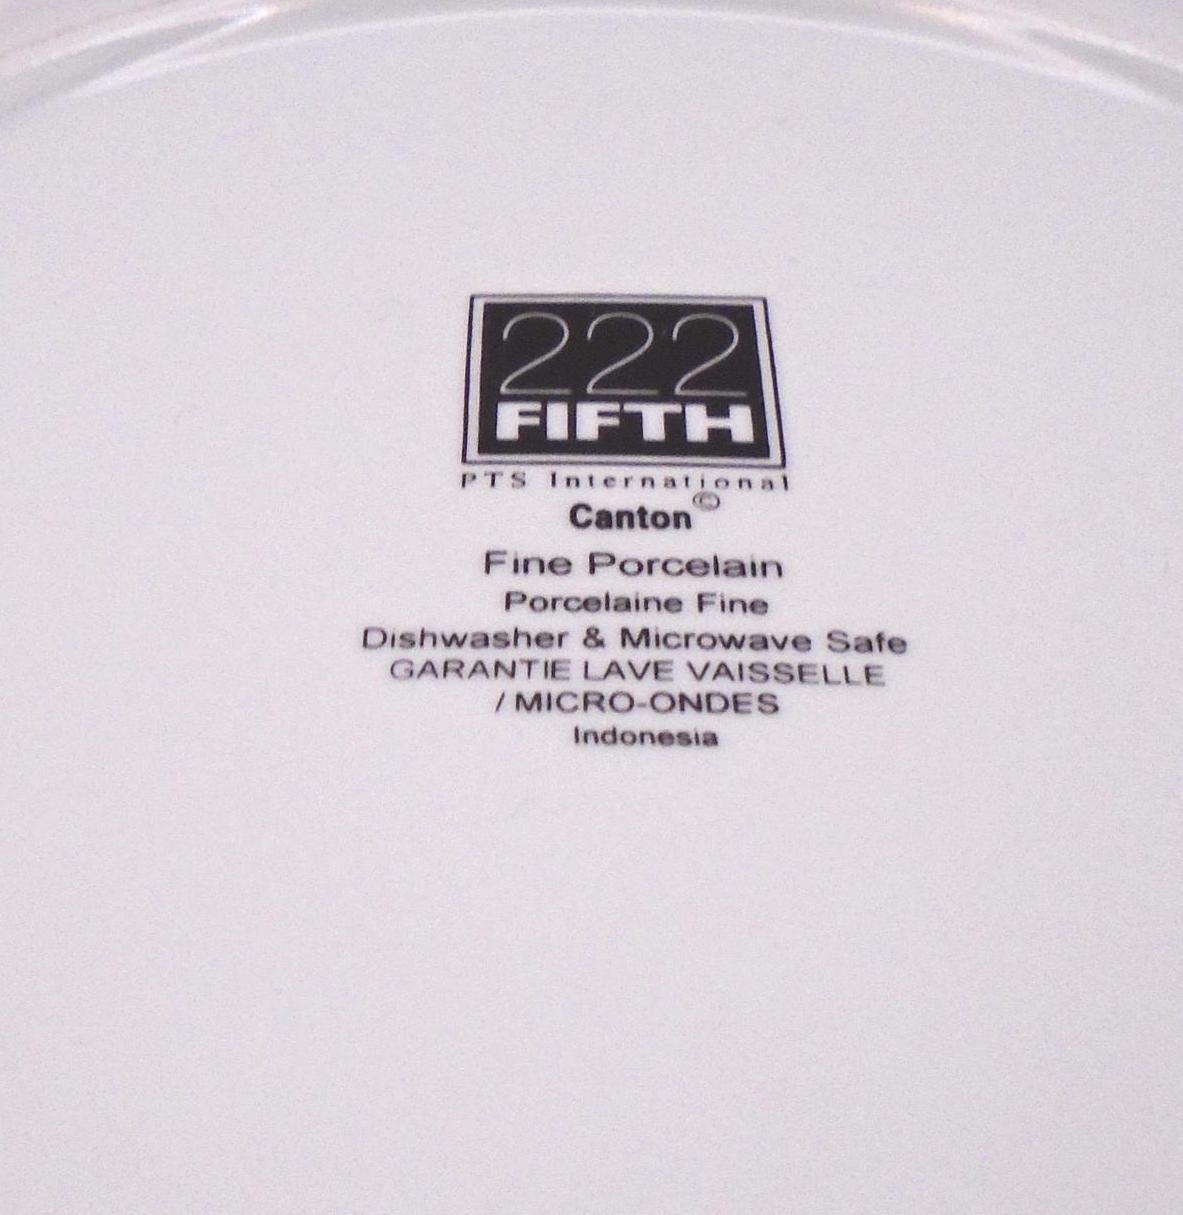 222
FIFTH
PTS International
Canton©
Fine Porcelain
Porcelaine Fine
Dishwasher & Microwave Safe
GARANTIE LAVE VAISSELLE
/ MICRO-ONDES
Indonesia